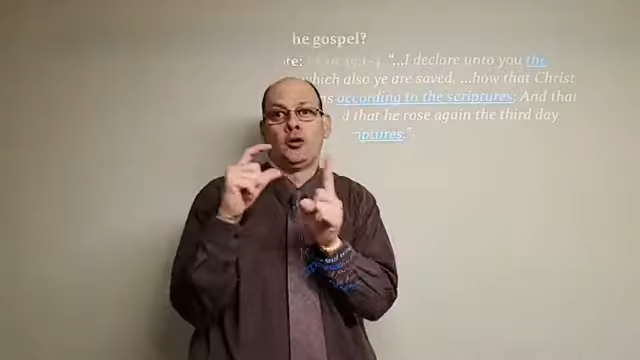 he gospel?
"...I declare unto you the
which also ye are saved. ...how that Christ
according to the scriptures; And that
d that he rose again the third day
riptures.".